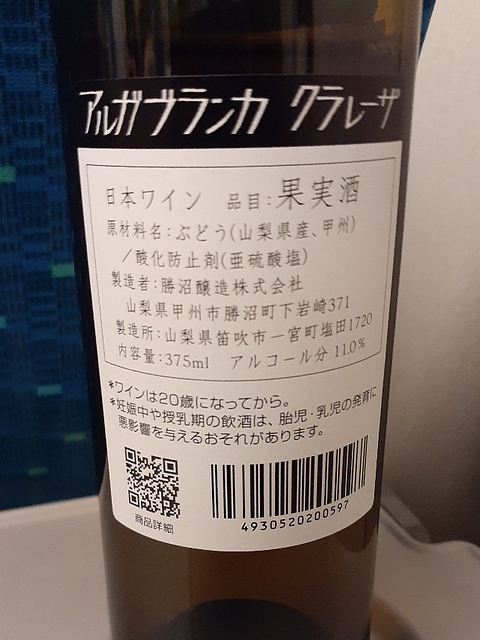 アルガブランカ クラレーザ
日本ワイン 品目:果実酒
原材料名:ぶどう(山梨県産、甲州)
/酸化防止剤(亜硫酸塩)
製造者:勝沼醸造株式会社
山梨県甲州市勝沼町下岩崎371
製造所:山梨県笛吹市一宮町塩田1720
内容量:375ml アルコール分 11.0%
*ワインは20歳になってから。
*妊娠中や授乳期の飲酒は、胎児・乳児の発育に
悪影響を与えるおそれがあります。
商品詳細
4930520200597